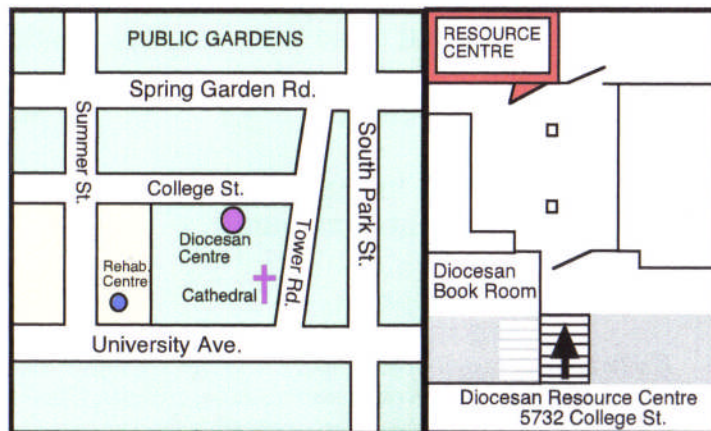 PUBLIC GARDENS
Spring Garden Rd.
Summer St.
College St.
South Park St.
Tower Rd.
Diocesan
Centre
Rehab.
Centre
Cathedral
University Ave.
RESOURCE
CENTRE
Diocesan
Book Room
Diocesan Resource Centre
5732 College St.